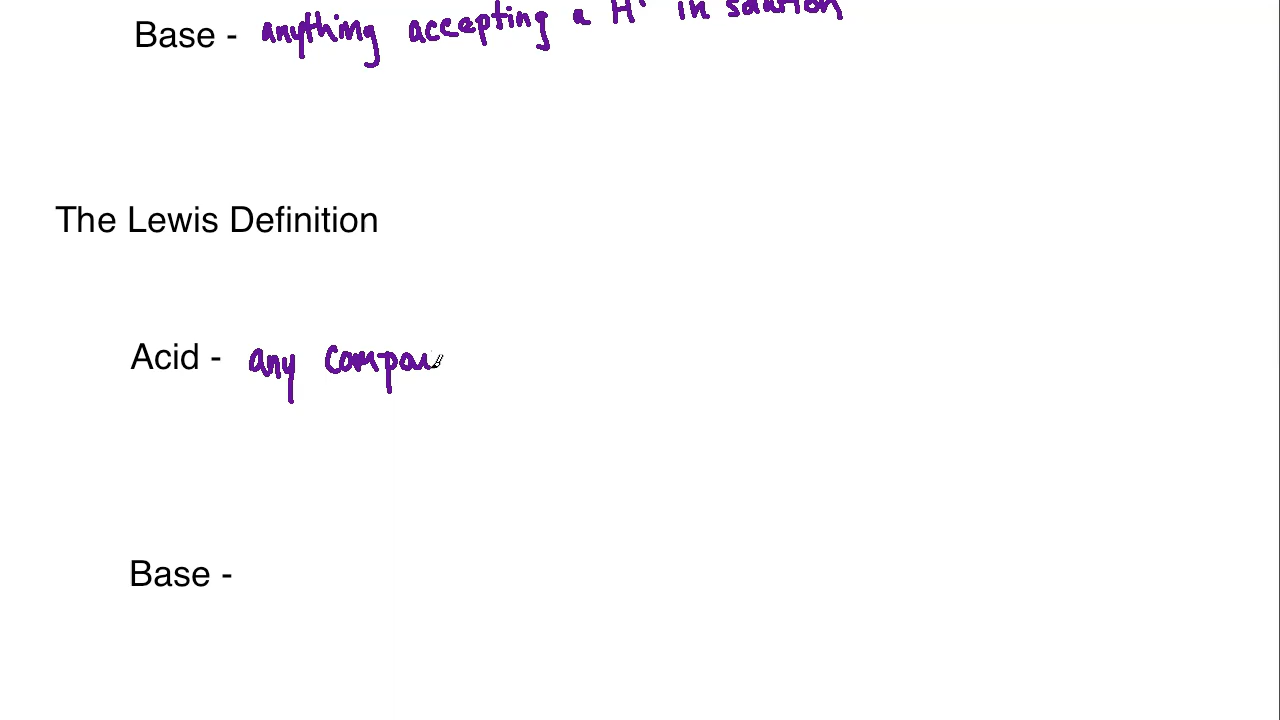 Base - anything accepting a H⁺ in solution
The Lewis Definition
Acid - any compou
Base -